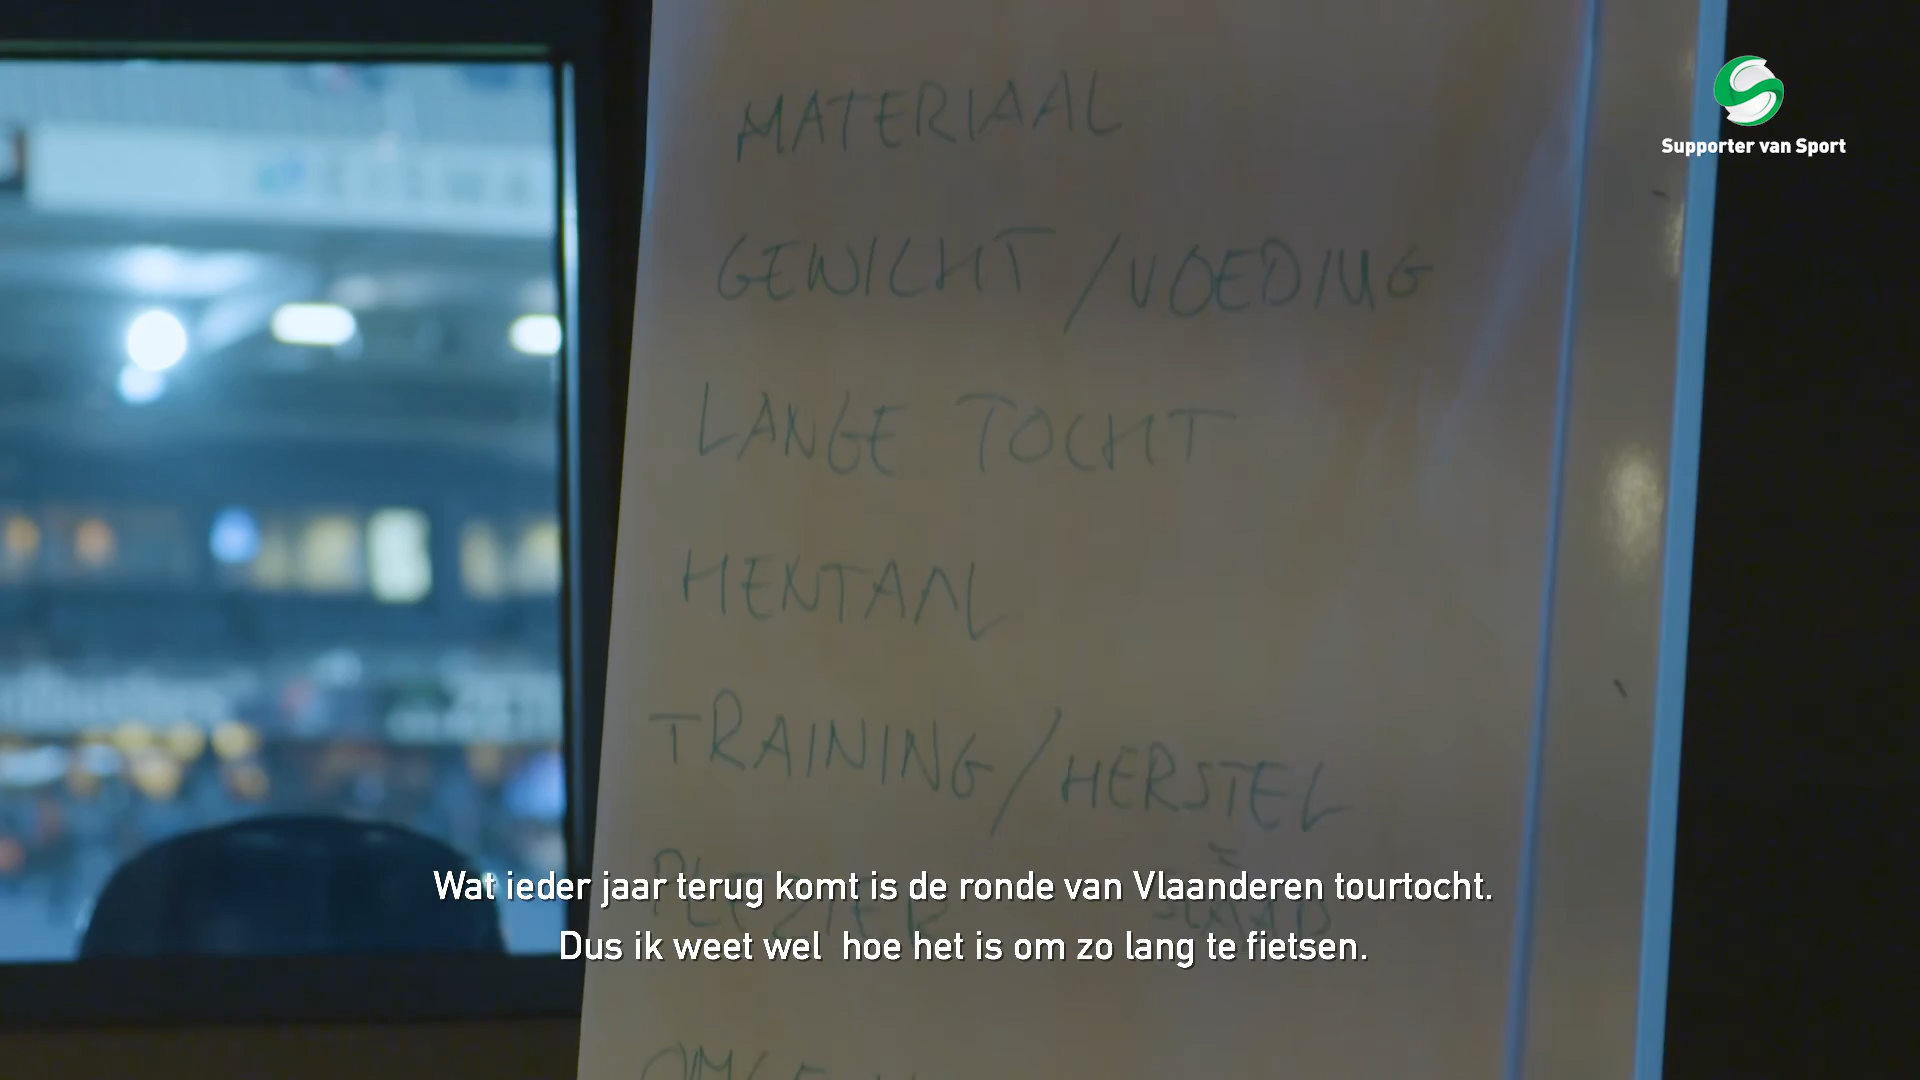 Supporter van Sport
MATERIAAL
GEWICHT / VOEDING
LANGE TOCHT
MENTAAL
TRAINING / HERSTEL
PLEZIER
Wat ieder jaar terug komt is de ronde van Vlaanderen tourtocht.
Dus ik weet wel hoe het is om zo lang te fietsen.